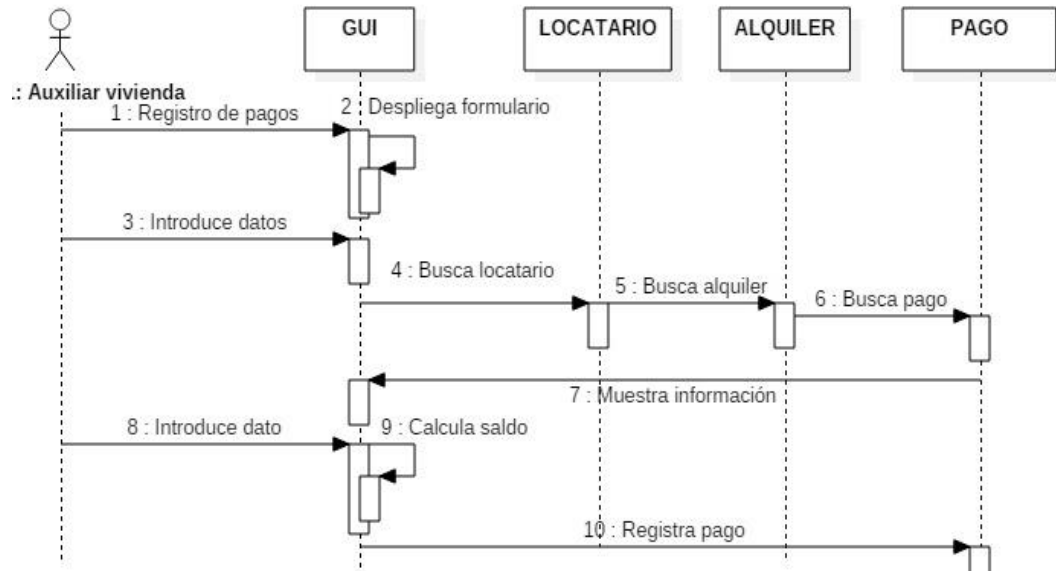 GUI
LOCATARIO
ALQUILER
PAGO
.: Auxiliar vivienda
1 : Registro de pagos
2 : Despliega formulario
3 : Introduce datos
4 : Busca locatario
5 : Busca alquiler
6 : Busca pago
7 : Muestra información
8 : Introduce dato
9 : Calcula saldo
10 : Registra pago